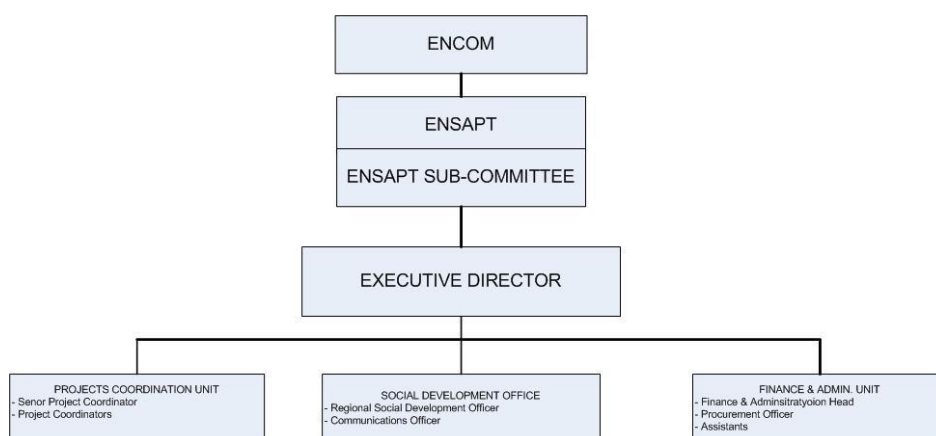 ENCOM
ENSAPT
ENSAPT SUB-COMMITTEE
EXECUTIVE DIRECTOR
PROJECTS COORDINATION UNIT
- Senor Project Coordinator
- Project Coordinators
SOCIAL DEVELOPMENT OFFICE
- Regional Social Development Officer
- Communications Officer
FINANCE & ADMIN. UNIT
- Finance & Adminsitratyoion Head
- Procurement Officer
- Assistants